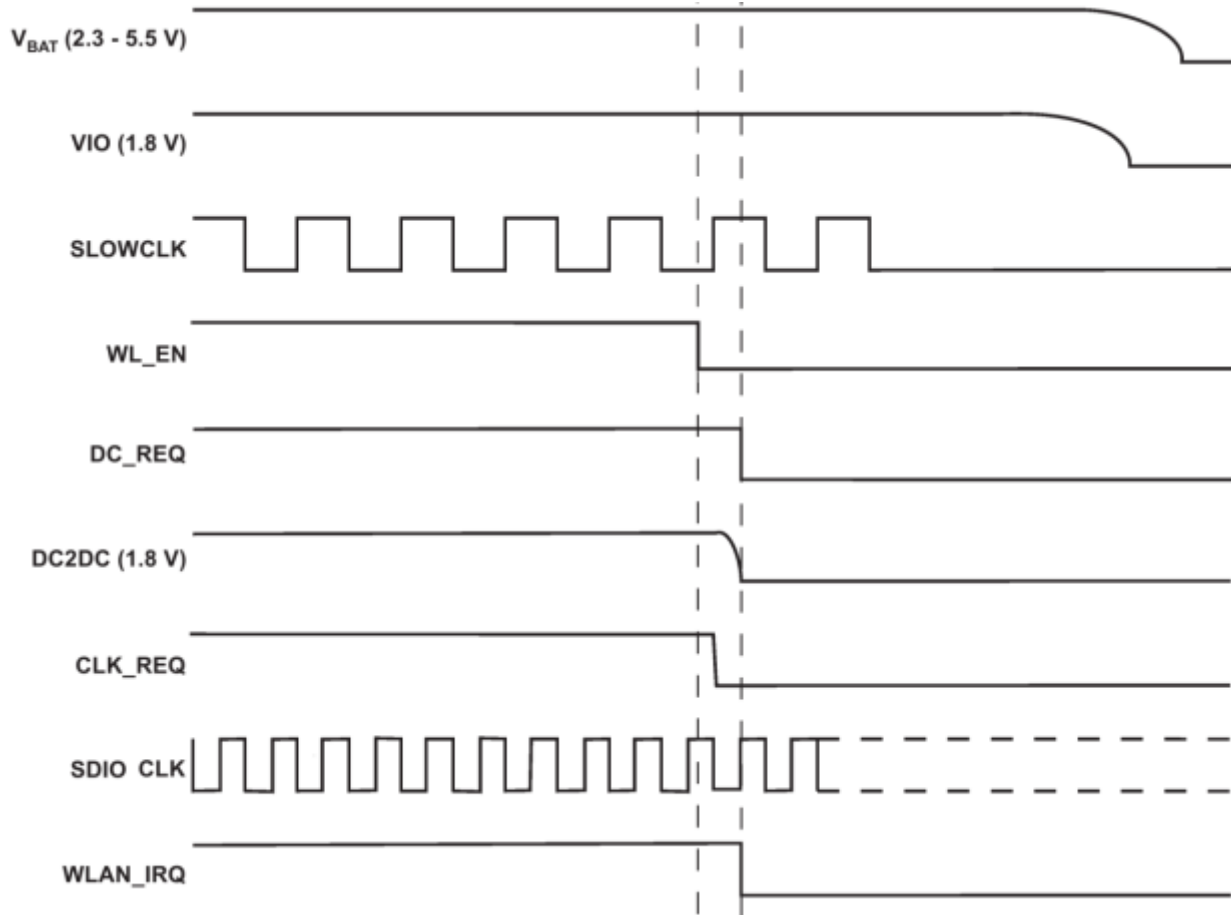 VBAT (2.3 - 5.5 V)
VIO (1.8 V)
SLOWCLK
WL_EN
DC_REQ
DC2DC (1.8 V)
CLK_REQ
SDIO CLK
WLAN_IRQ